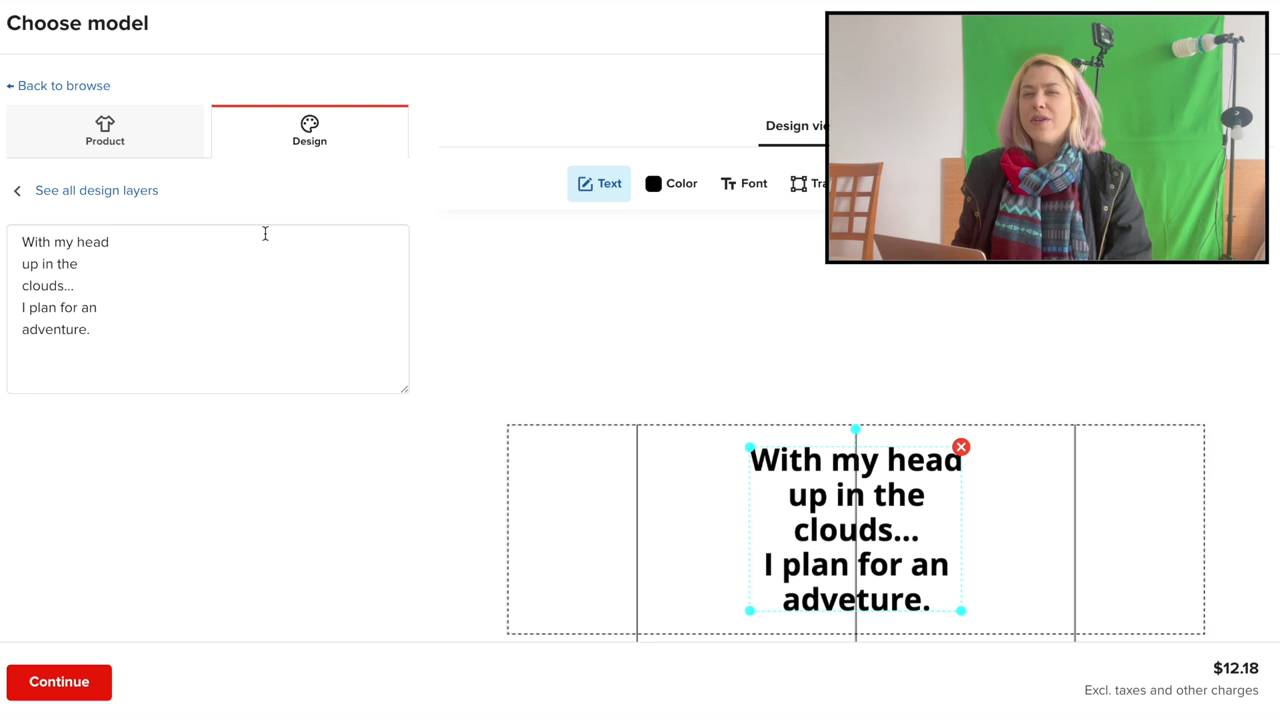 Choose model
← Back to browse
Product
Design
Design vie
See all design layers
Text
Color
Tт Font
Tra
With my head
up in the
clouds...
I plan for an
adventure.
With my head
up in the
clouds...
I plan for an
adveture.
Continue
$12.18
Excl. taxes and other charges